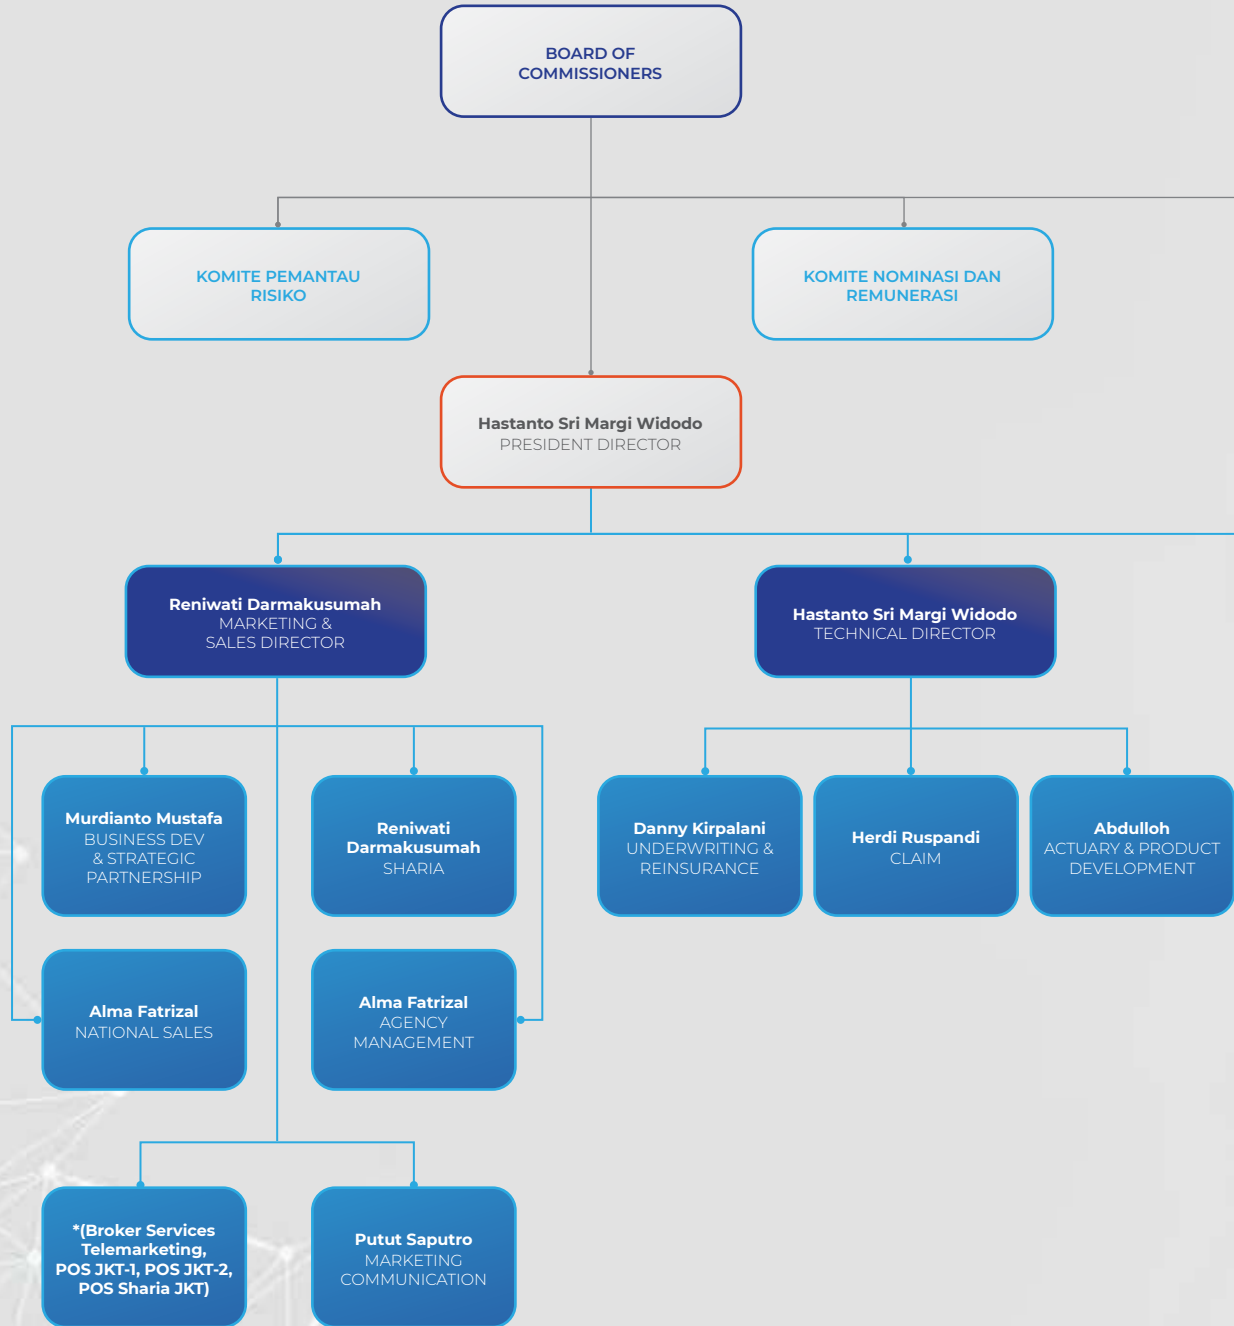 BOARD OF
COMMISSIONERS
KOMITE PEMANTAU
RISIKO
KOMITE NOMINASI DAN
REMUNERASI
Hastanto Sri Margi Widodo
PRESIDENT DIRECTOR
Reniwati Darmakusumah
MARKETING &
SALES DIRECTOR
Hastanto Sri Margi Widodo
TECHNICAL DIRECTOR
Murdianto Mustafa
BUSINESS DEV
& STRATEGIC
PARTNERSHIP
Reniwati
Darmakusumah
SHARIA
Danny Kirpalani
UNDERWRITING &
REINSURANCE
Herdi Ruspandi
CLAIM
Abdulloh
ACTUARY & PRODUCT
DEVELOPMENT
Alma Fatrizal
NATIONAL SALES
Alma Fatrizal
AGENCY
MANAGEMENT
*(Broker Services
Telemarketing,
POS JKT-1, POS JKT-2,
POS Sharia JKT)
Putut Saputro
MARKETING
COMMUNICATION